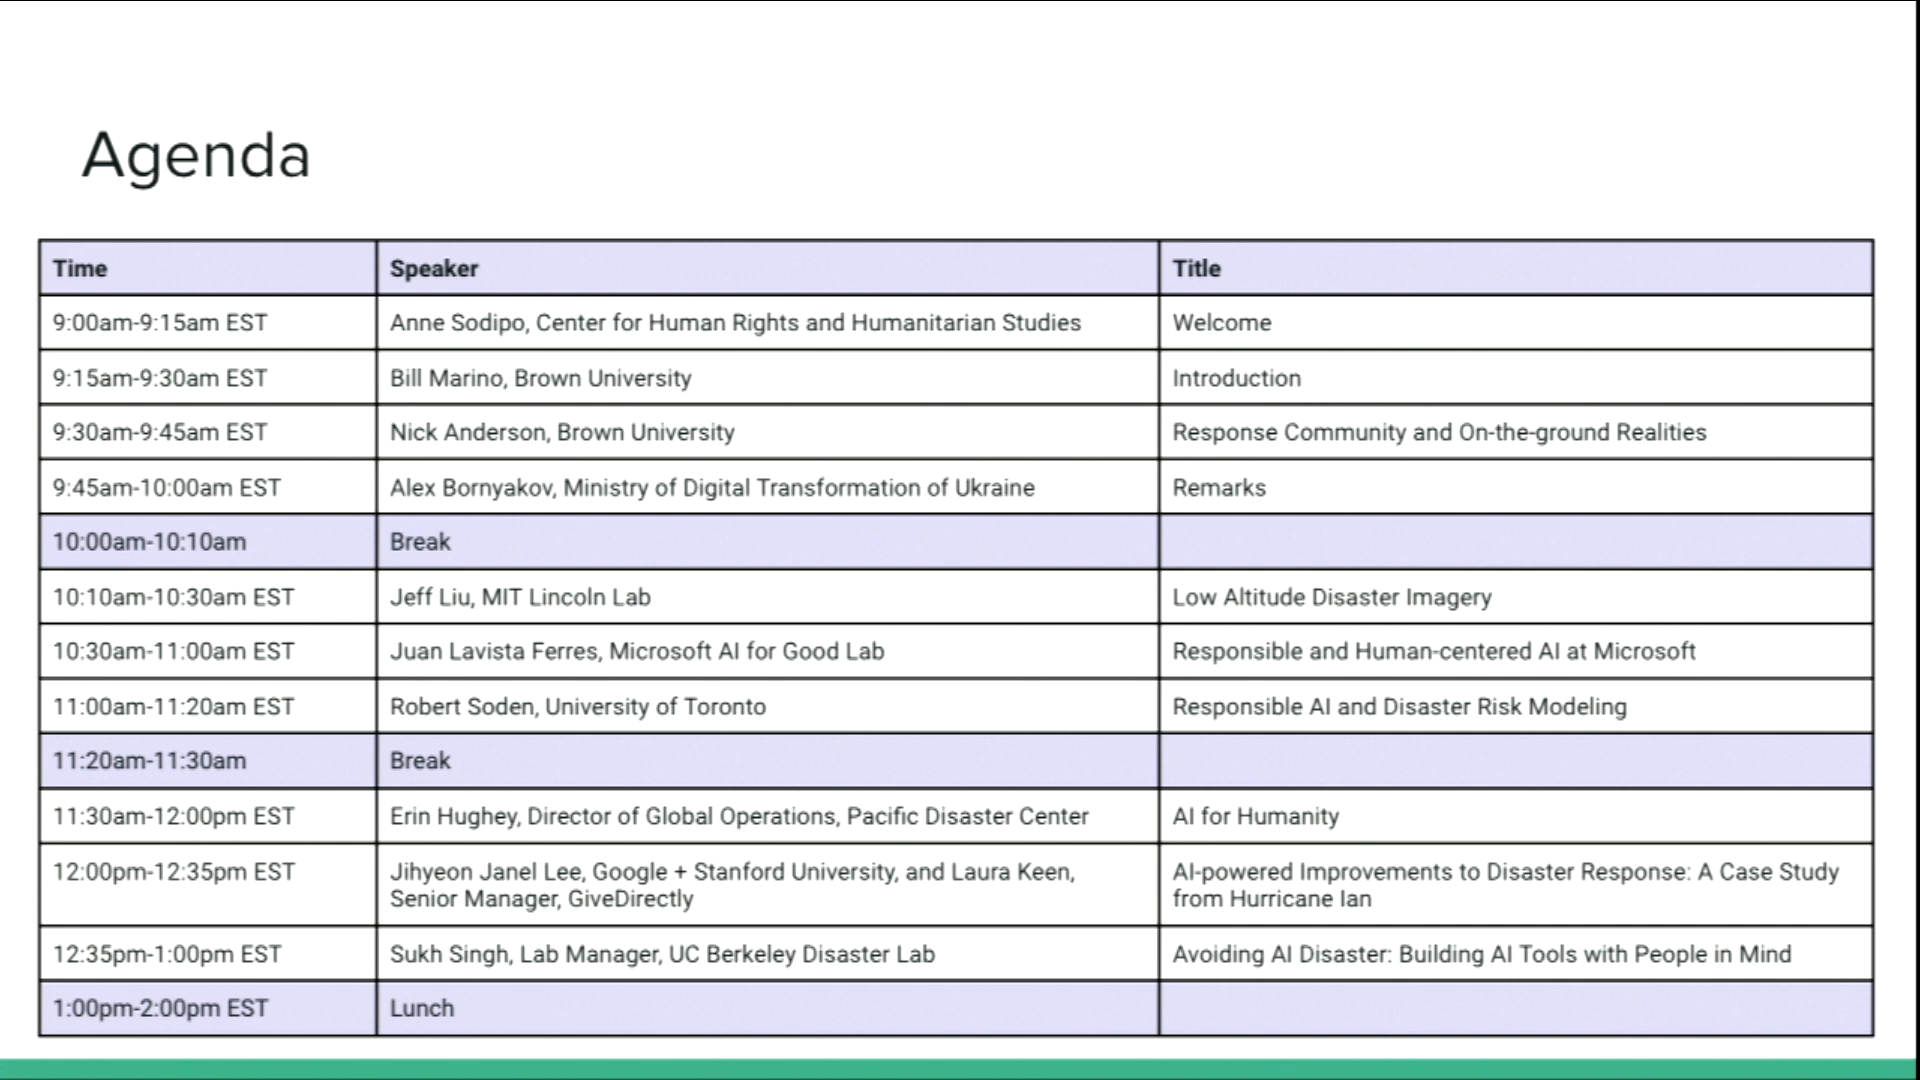 Agenda
Time Speaker Title
9:00am-9:15am EST Anne Sodipo, Center for Human Rights and Humanitarian Studies Welcome
9:15am-9:30am EST Bill Marino, Brown University Introduction
9:30am-9:45am EST Nick Anderson, Brown University Response Community and On-the-ground Realities
9:45am-10:00am EST Alex Bornyakov, Ministry of Digital Transformation of Ukraine Remarks
10:00am-10:10am Break
10:10am-10:30am EST Jeff Liu, MIT Lincoln Lab Low Altitude Disaster Imagery
10:30am-11:00am EST Juan Lavista Ferres, Microsoft AI for Good Lab Responsible and Human-centered AI at Microsoft
11:00am-11:20am EST Robert Soden, University of Toronto Responsible AI and Disaster Risk Modeling
11:20am-11:30am Break
11:30am-12:00pm EST Erin Hughey, Director of Global Operations, Pacific Disaster Center AI for Humanity
12:00pm-12:35pm EST Jihyeon Janel Lee, Google + Stanford University, and Laura Keen, AI-powered Improvements to Disaster Response: A Case Study
Senior Manager, GiveDirectly from Hurricane Ian
12:35pm-1:00pm EST Sukh Singh, Lab Manager, UC Berkeley Disaster Lab Avoiding AI Disaster: Building AI Tools with People in Mind
1:00pm-2:00pm EST Lunch